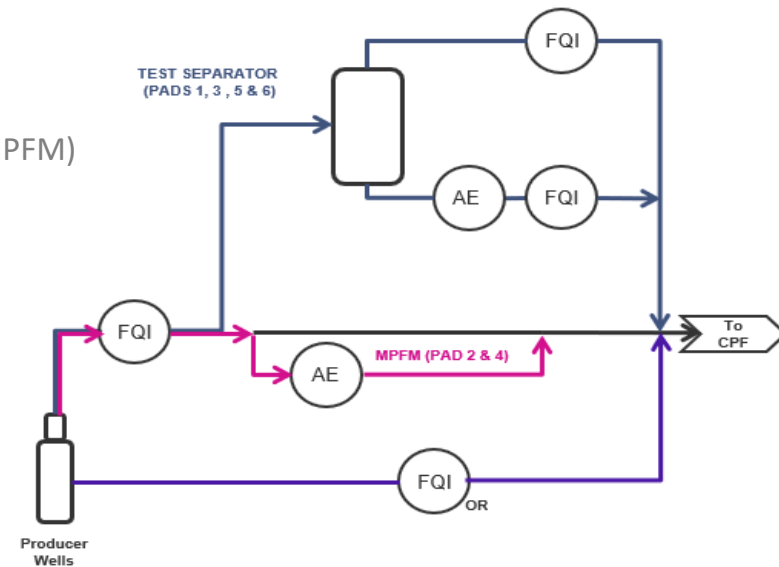 FQI
TEST SEPARATOR
(PADS 1, 3 , 5 & 6)
PFM)
AE
FQI
FQI
To
CPF
MPFM (PAD 2 & 4)
AE
FQI
OR
Producer
Wells